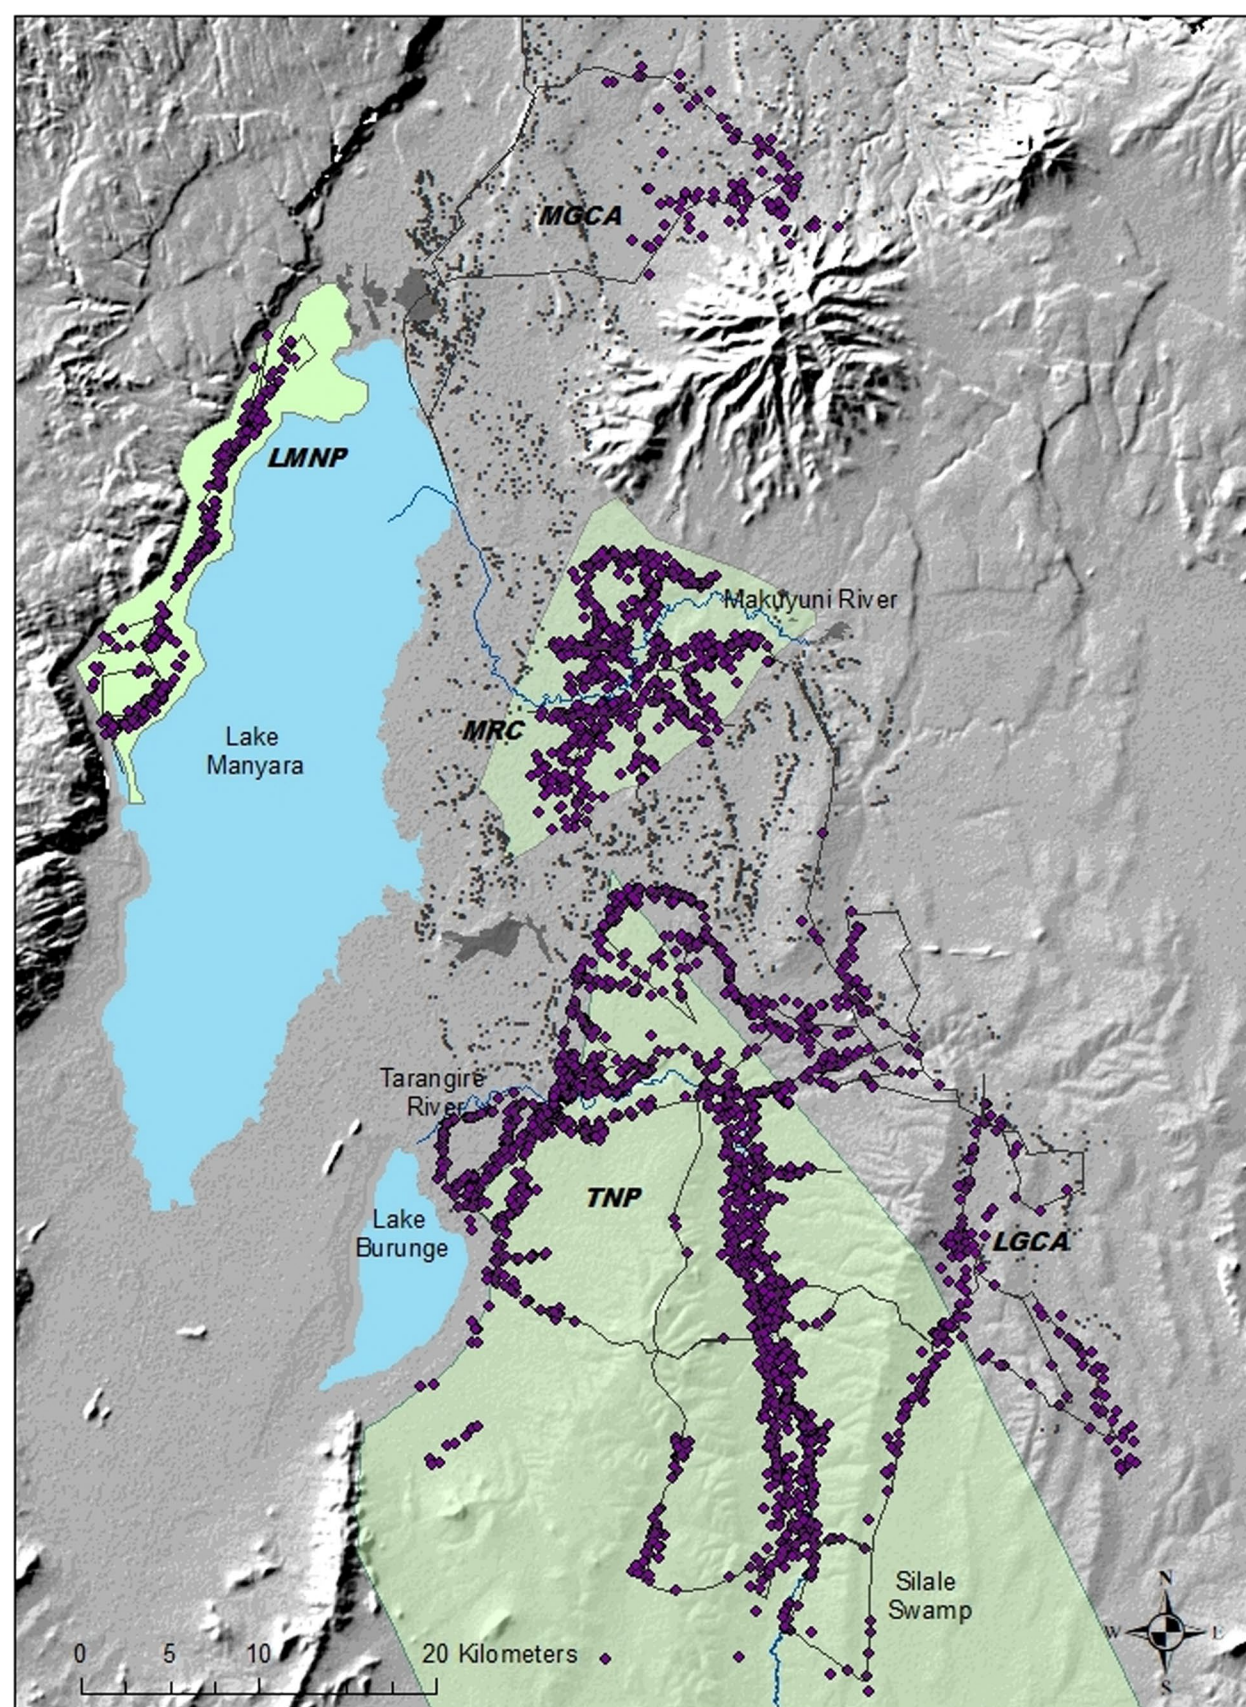 MGCA
LMNP
Makuyuni River
MRC
Lake
Manyara
Tarangire
River
TNP
Lake
Burunge
LGCA
Silale
Swamp
0 5 10 20 Kilometers
N
W E
S